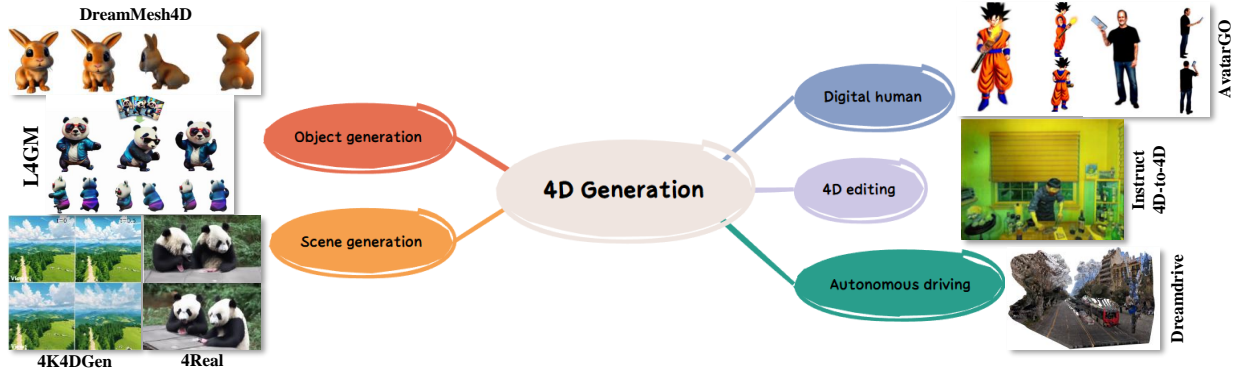 DreamMesh4D
L4GM
Object generation
Scene generation
4K4DGen
4Real
4D Generation
Digital human
4D editing
Autonomous driving
AvatarGO
Instruct
4D-to-4D
Dreamdrive